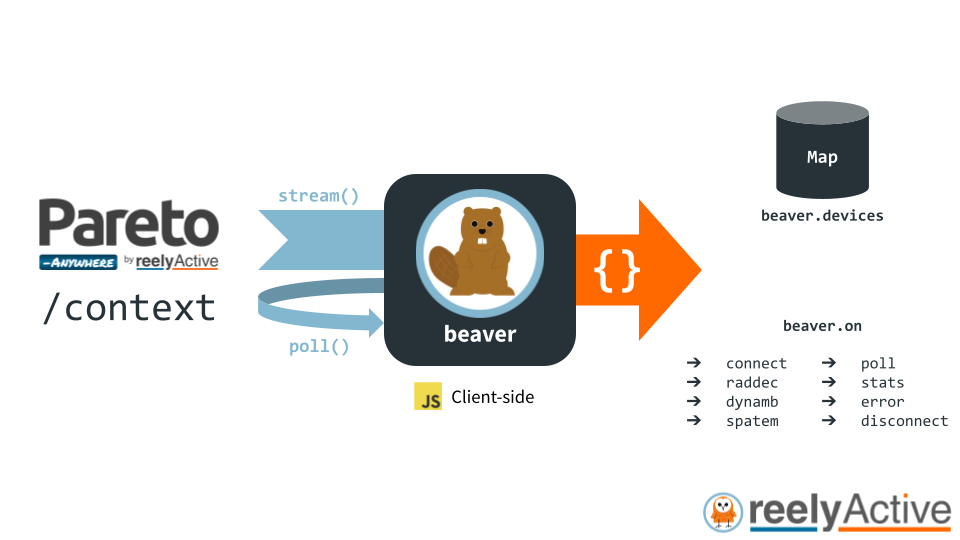 Pareto
-ANYWHERE by reelyActive
/context
stream()
poll()
beaver
JS Client-side
{}
Map
beaver.devices
beaver.on
➔ connect ➔ poll
➔ raddec ➔ stats
➔ dynamb ➔ error
➔ spatem ➔ disconnect
reelyActive